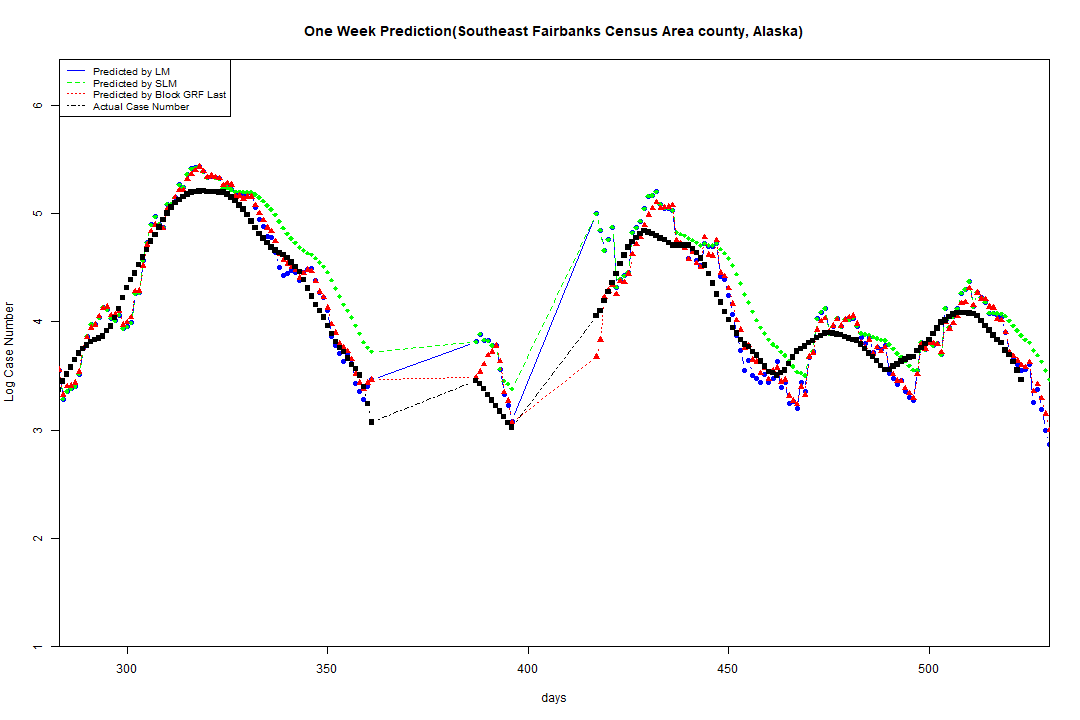 One Week Prediction(Southeast Fairbanks Census Area county, Alaska)
Predicted by LM
Predicted by SLM
Predicted by Block GRF Last
Actual Case Number
Log Case Number
6
5
4
3
2
1
300 350 400 450 500
days